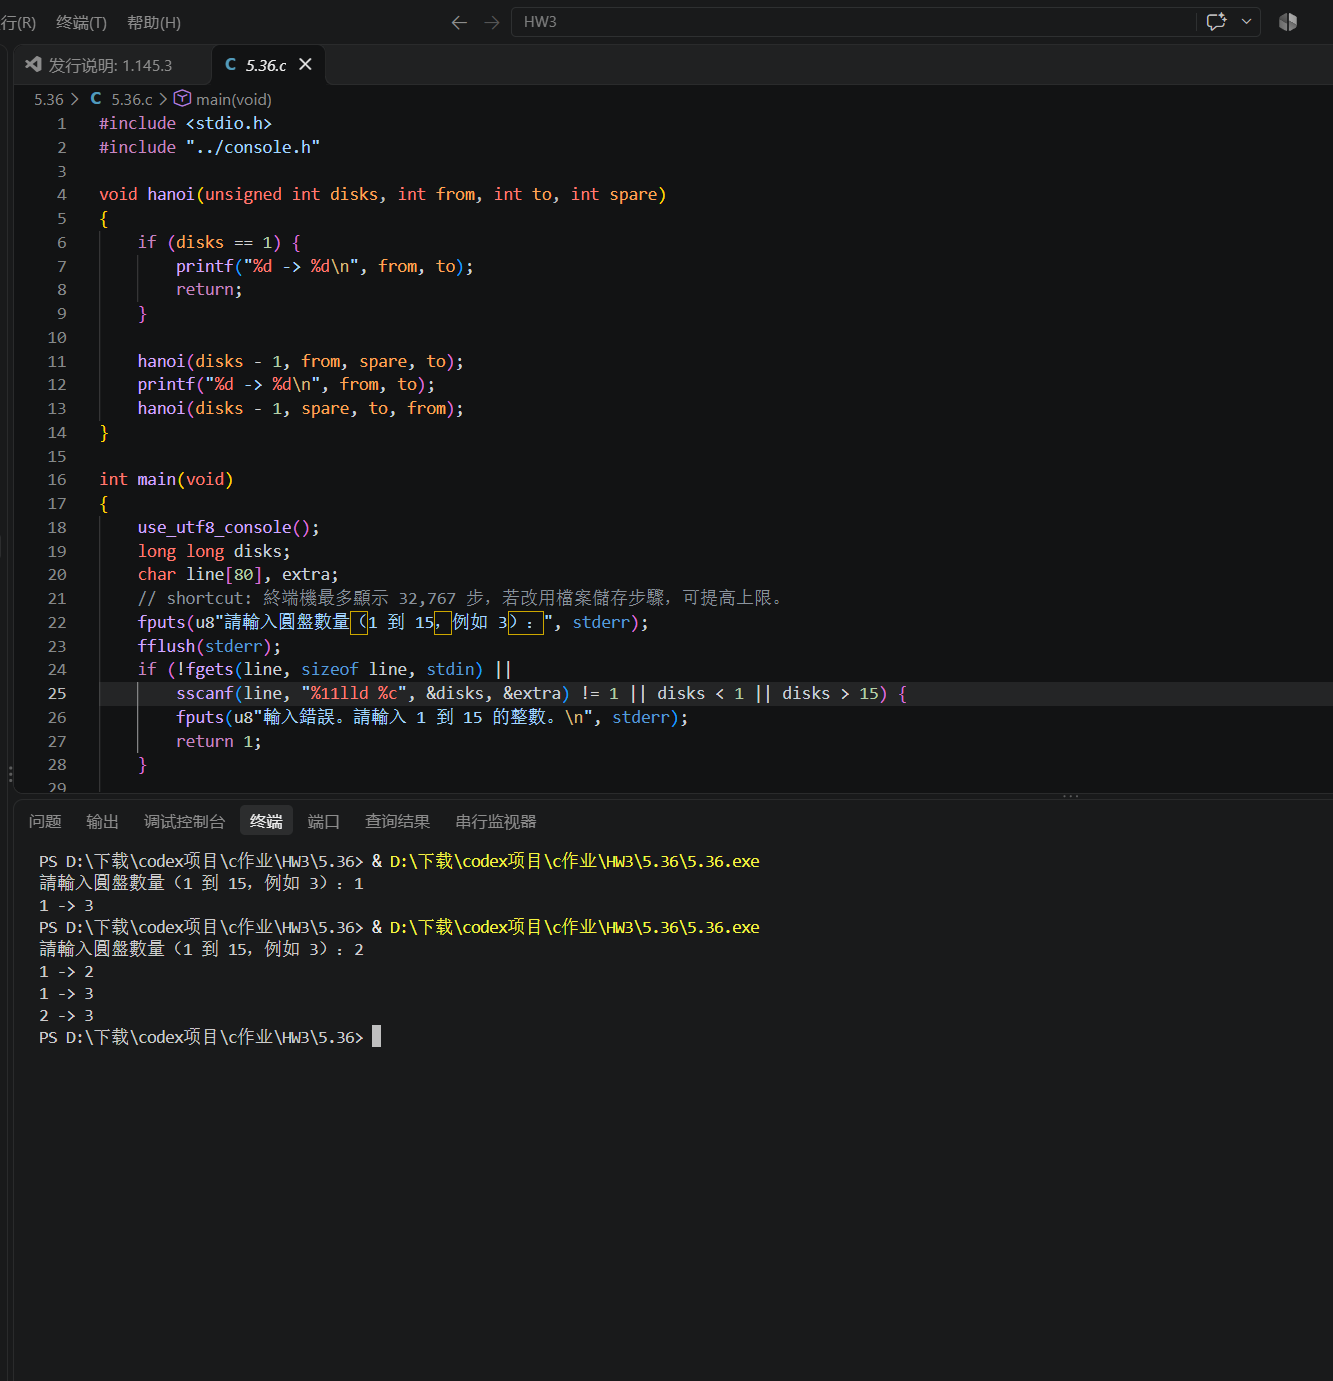 行(R) 终端(T) 帮助(H) HW3
发行说明: 1.145.3 C 5.36.c
5.36 > C 5.36.c > main(void)
1 #include <stdio.h>
2 #include "../console.h"
3
4 void hanoi(unsigned int disks, int from, int to, int spare)
5 {
6     if (disks == 1) {
7         printf("%d -> %d\n", from, to);
8         return;
9     }
10
11     hanoi(disks - 1, from, spare, to);
12     printf("%d -> %d\n", from, to);
13     hanoi(disks - 1, spare, to, from);
14 }
15
16 int main(void)
17 {
18     use_utf8_console();
19     long long disks;
20     char line[80], extra;
21     // shortcut: 終端機最多顯示 32,767 步，若改用檔案儲存步驟，可提高上限。
22     fputs(u8"請輸入圓盤數量（1 到 15，例如 3）：", stderr);
23     fflush(stderr);
24     if (!fgets(line, sizeof line, stdin) ||
25         sscanf(line, "%11lld %c", &disks, &extra) != 1 || disks < 1 || disks > 15) {
26         fputs(u8"輸入錯誤。請輸入 1 到 15 的整數。\n", stderr);
27         return 1;
28     }
29
问题 输出 调试控制台 终端 端口 查询结果 串行监视器
PS D:\下载\codex项目\c作业\HW3\5.36> & D:\下载\codex项目\c作业\HW3\5.36\5.36.exe
請輸入圓盤數量（1 到 15，例如 3）：1
1 -> 3
PS D:\下载\codex项目\c作业\HW3\5.36> & D:\下载\codex项目\c作业\HW3\5.36\5.36.exe
請輸入圓盤數量（1 到 15，例如 3）：2
1 -> 2
1 -> 3
2 -> 3
PS D:\下载\codex项目\c作业\HW3\5.36>